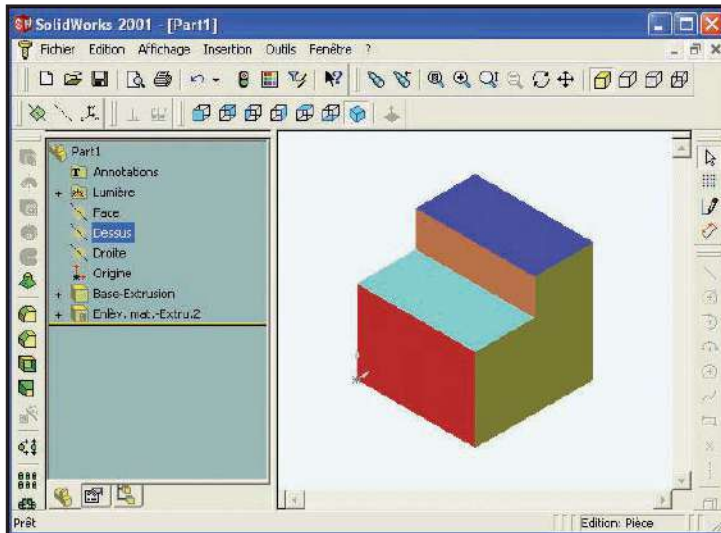 SolidWorks 2001 - [Part1]
Fichier Edition Affichage Insertion Outils Fenêtre ?
Part1
Annotations
Lumière
Face
Dessus
Droite
Origine
Base-Extrusion
Enlèv. mat.-Extru.2
Prêt
Edition: Pièce